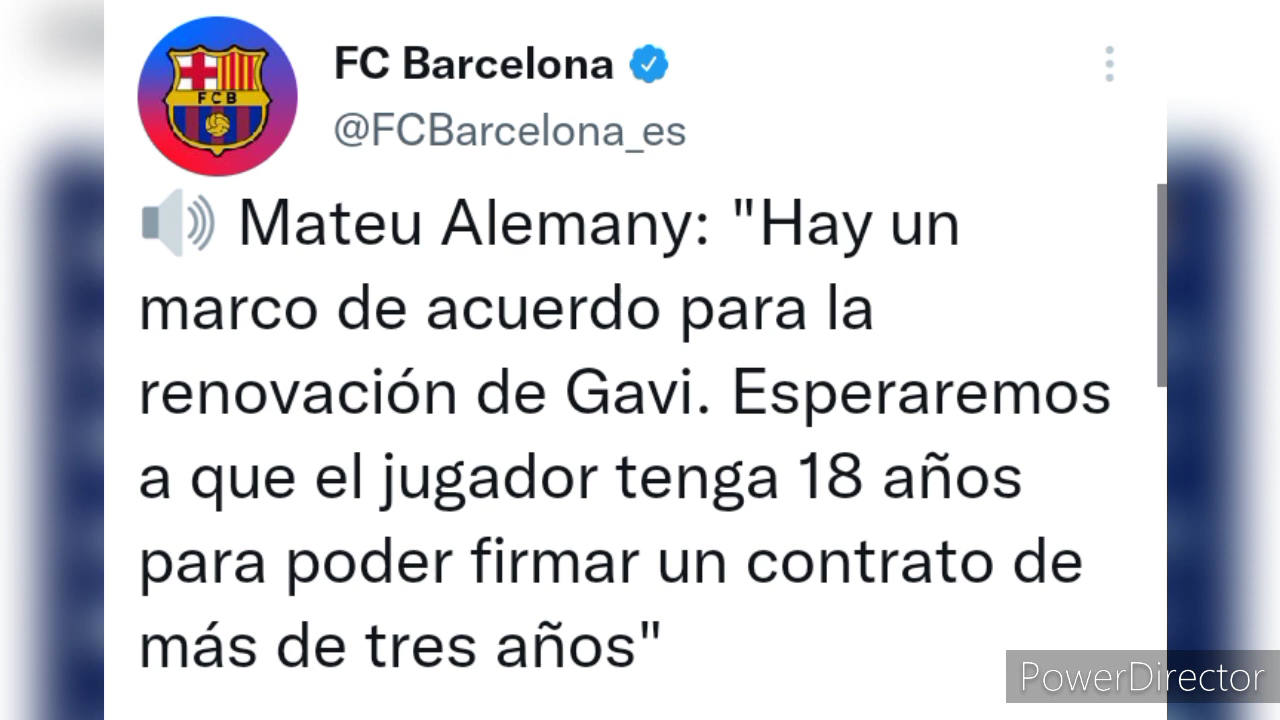 FC Barcelona
@FCBarcelona_es
FCB
🔊 Mateu Alemany: "Hay un
marco de acuerdo para la
renovación de Gavi. Esperaremos
a que el jugador tenga 18 años
para poder firmar un contrato de
más de tres años"
PowerDirector